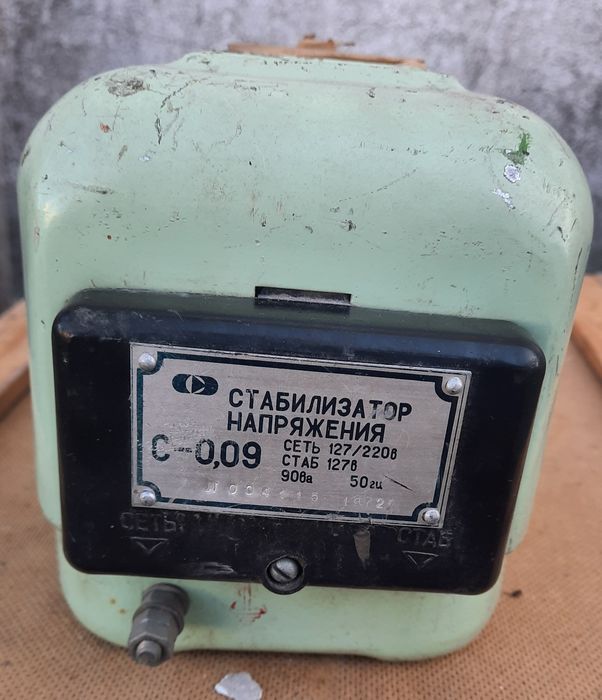 СТАБИЛИЗАТОР
НАПРЯЖЕНИЯ
С-0,09
СЕТЬ 127/220в
СТАБ 127в
90ва 50гц
СЕТЬ
СТАБ